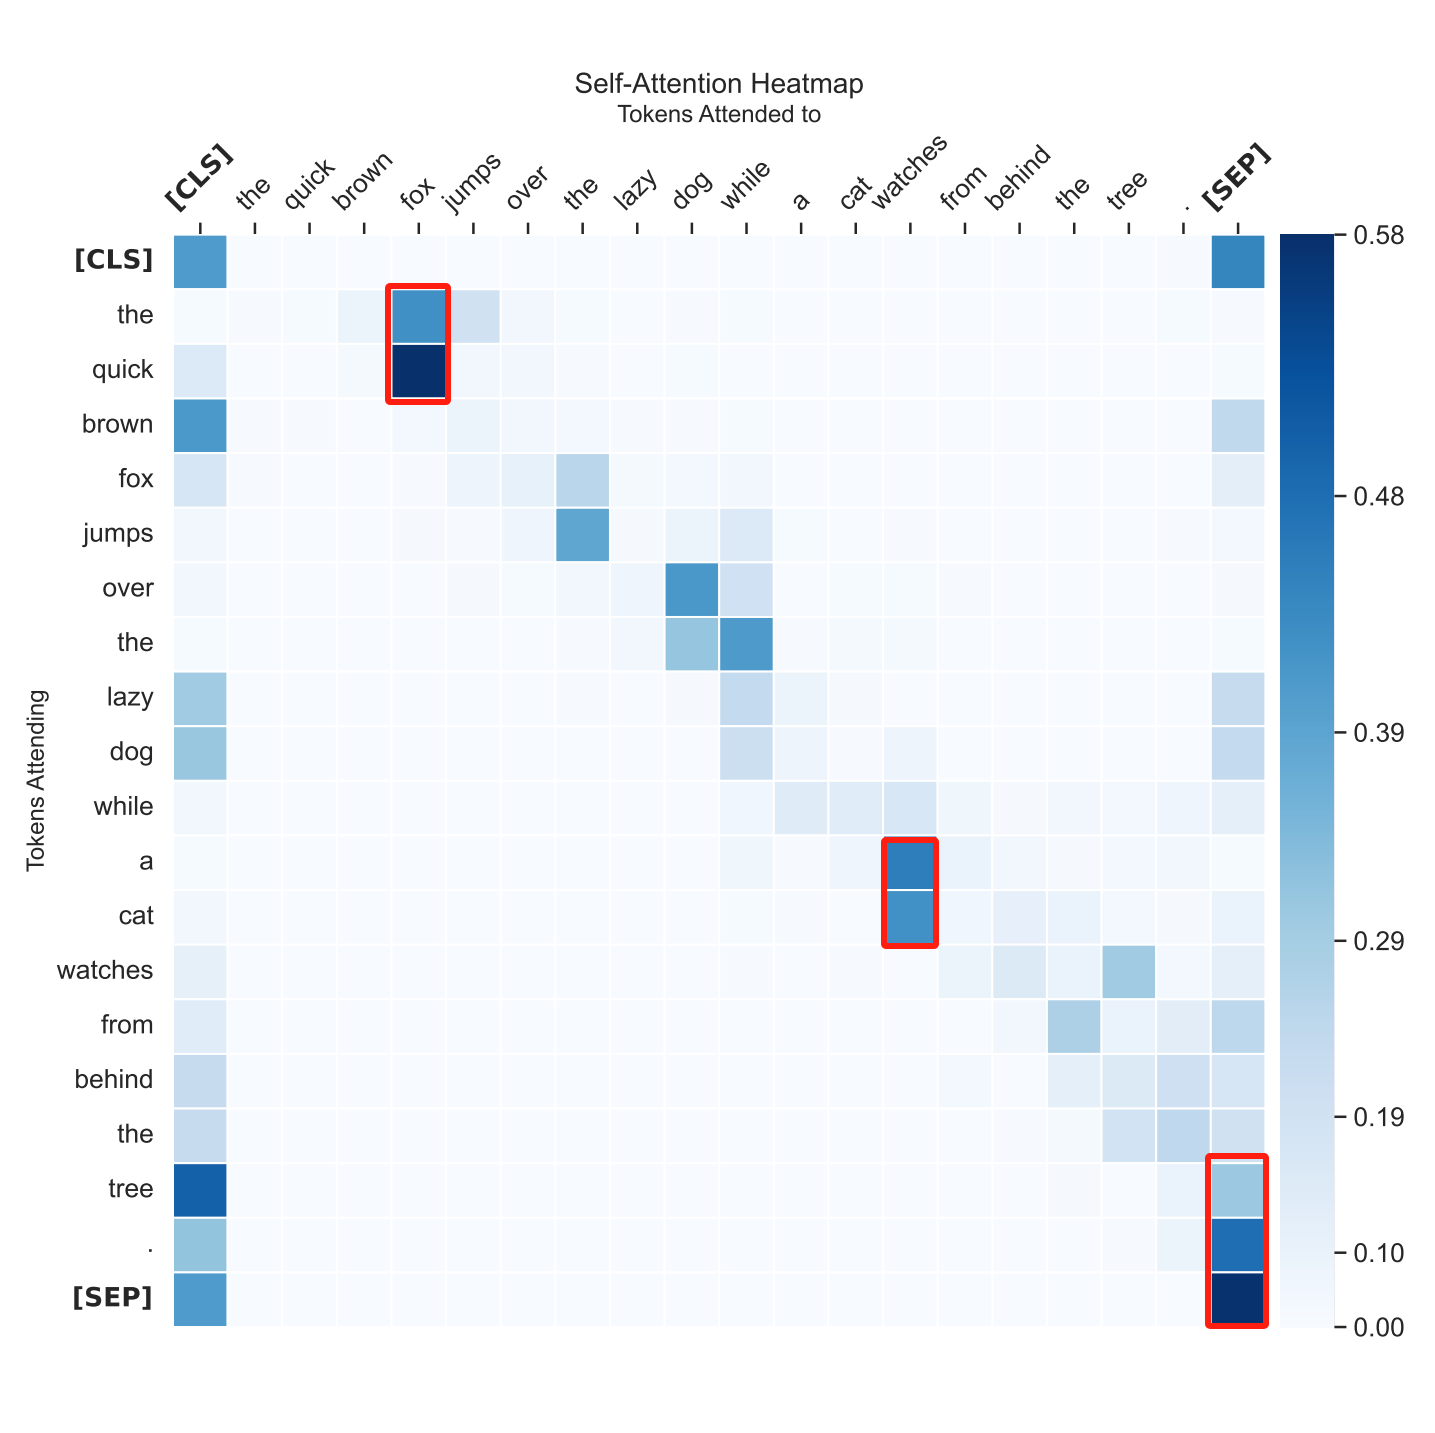 Self-Attention Heatmap
Tokens Attended to
[CLS] the quick brown fox jumps over the lazy dog while a cat watches from behind the tree . [SEP]
Tokens Attending
[CLS]
the
quick
brown
fox
jumps
over
the
lazy
dog
while
a
cat
watches
from
behind
the
tree
.
[SEP]
0.58
0.48
0.39
0.29
0.19
0.10
0.00